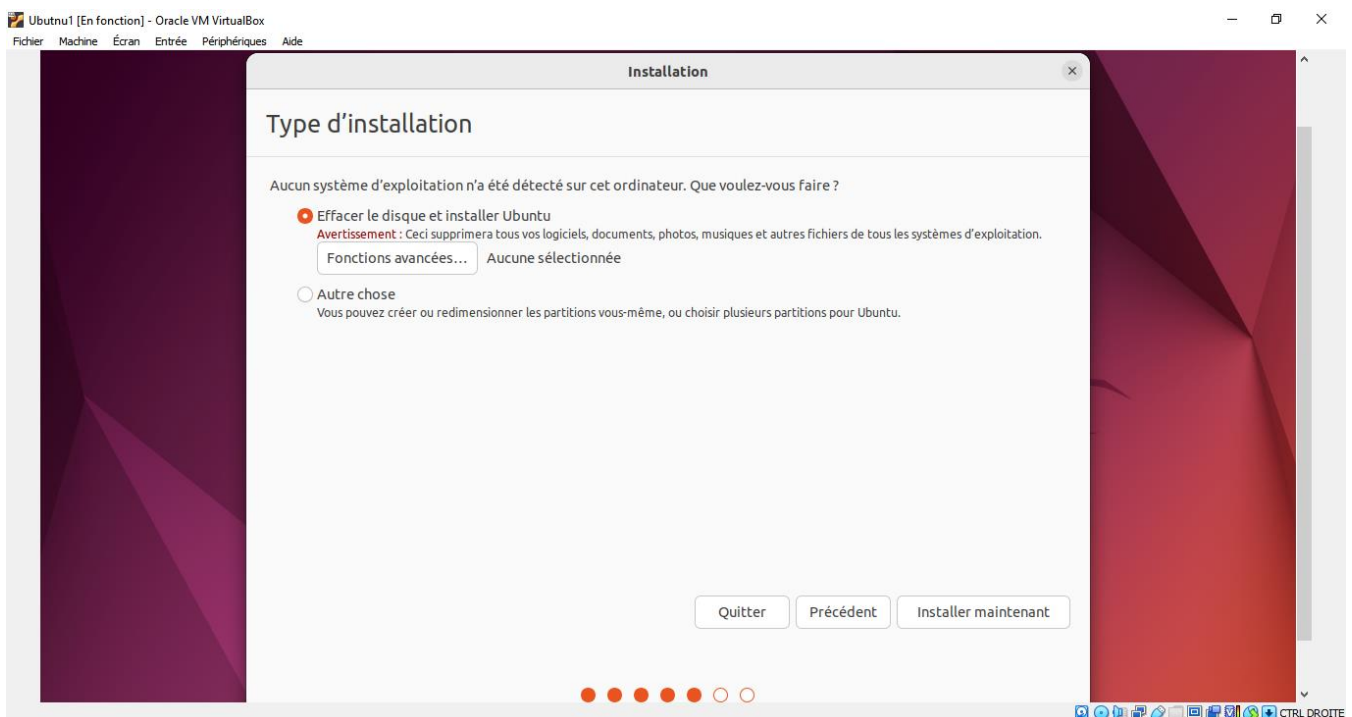 Ubutnu1 [En fonction] - Oracle VM VirtualBox
Fichier Machine Écran Entrée Périphériques Aide
Installation
Type d’installation
Aucun système d’exploitation n’a été détecté sur cet ordinateur. Que voulez-vous faire ?
Effacer le disque et installer Ubuntu
Avertissement : Ceci supprimera tous vos logiciels, documents, photos, musiques et autres fichiers de tous les systèmes d’exploitation.
Fonctions avancées… Aucune sélectionnée
Autre chose
Vous pouvez créer ou redimensionner les partitions vous-même, ou choisir plusieurs partitions pour Ubuntu.
Quitter Précédent Installer maintenant
CTRL DROITE